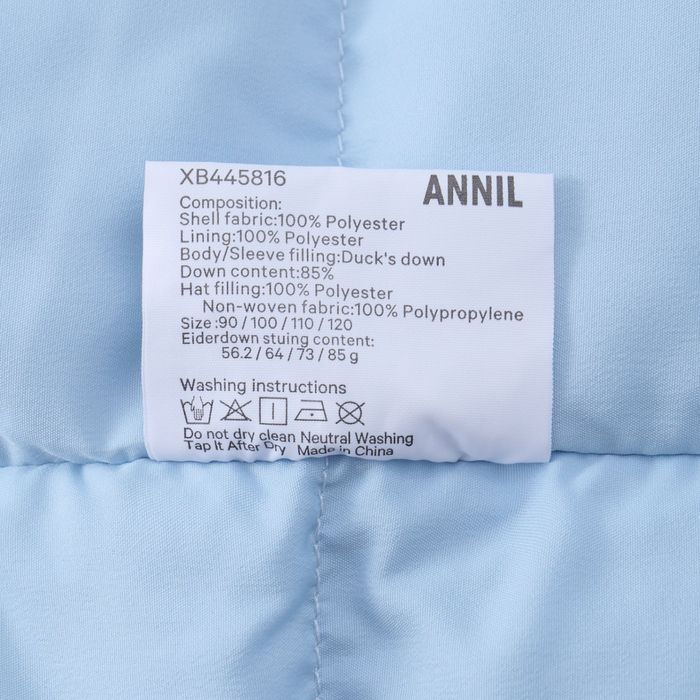 XB445816 ANNIL
Composition:
Shell fabric:100% Polyester
Lining:100% Polyester
Body/Sleeve filling:Duck's down
Down content:85%
Hat filling:100% Polyester
Non-woven fabric:100% Polypropylene
Size:90/100/110/120
Eiderdown stuing content:
56.2/64/73/85g
Washing instructions
Do not dry clean Neutral Washing
Tap It After Dry Made in China